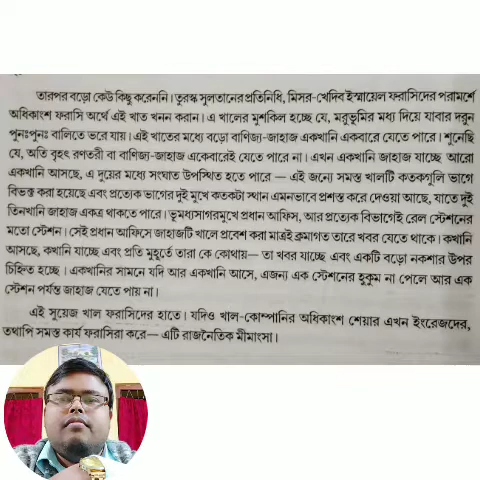 তারপর বড়ো কেউ কিছু করেননি। তুরস্ক সুলতানের প্রতিনিধি, মিসর-খেদিব ইস্মায়েল ফরাসিদের পরামর্শে
অধিকাংশ ফরাসি অর্থে এই খাত খনন করান। এ খালের মুশকিল হচ্ছে যে, মরুভূমির মধ্য দিয়ে যাবার দরুন
পুনঃপুনঃ বালিতে ভরে যায়। এই খাতের মধ্যে বড়ো বাণিজ্য-জাহাজ একখানি একবারে যেতে পারে। শুনেছি
যে, অতি বৃহৎ রণতরী বা বাণিজ্য-জাহাজ একেবারেই যেতে পারে না। এখন একখানি জাহাজ যাচ্ছে আরো
একখানি আসছে, এ দুয়ের মধ্যে সংঘাত উপস্থিত হতে পারে — এই জন্যে সমস্ত খালটি কতকগুলি ভাগে
বিভক্ত করা হয়েছে এবং প্রত্যেক ভাগের দুই মুখে কতকটা স্থান এমনভাবে প্রশস্ত করে দেওয়া আছে, যাতে দুই
তিনখানি জাহাজ একত্র থাকতে পারে। ভূমধ্যসাগরমুখে প্রধান আফিস, আর প্রত্যেক বিভাগেই রেল স্টেশনের
মতো স্টেশন। সেই প্রধান আফিসে জাহাজটি খালে প্রবেশ করা মাত্রই ক্রমাগত তারে খবর যেতে থাকে। কখানি
আসছে, কখানি যাচ্ছে এবং প্রতি মুহূর্তে তারা কে কোথায়— তা খবর যাচ্ছে এবং একটি বড়ো নকশার উপর
চিহ্নিত হচ্ছে। একখানির সামনে যদি আর একখানি আসে, এজন্য এক স্টেশনের হুকুম না পেলে আর এক
স্টেশন পর্যন্ত জাহাজ যেতে পায় না।
এই সুয়েজ খাল ফরাসিদের হাতে। যদিও খাল-কোম্পানির অধিকাংশ শেয়ার এখন ইংরেজদের,
তথাপি সমস্ত কার্য ফরাসিরা করে— এটি রাজনৈতিক মীমাংসা।